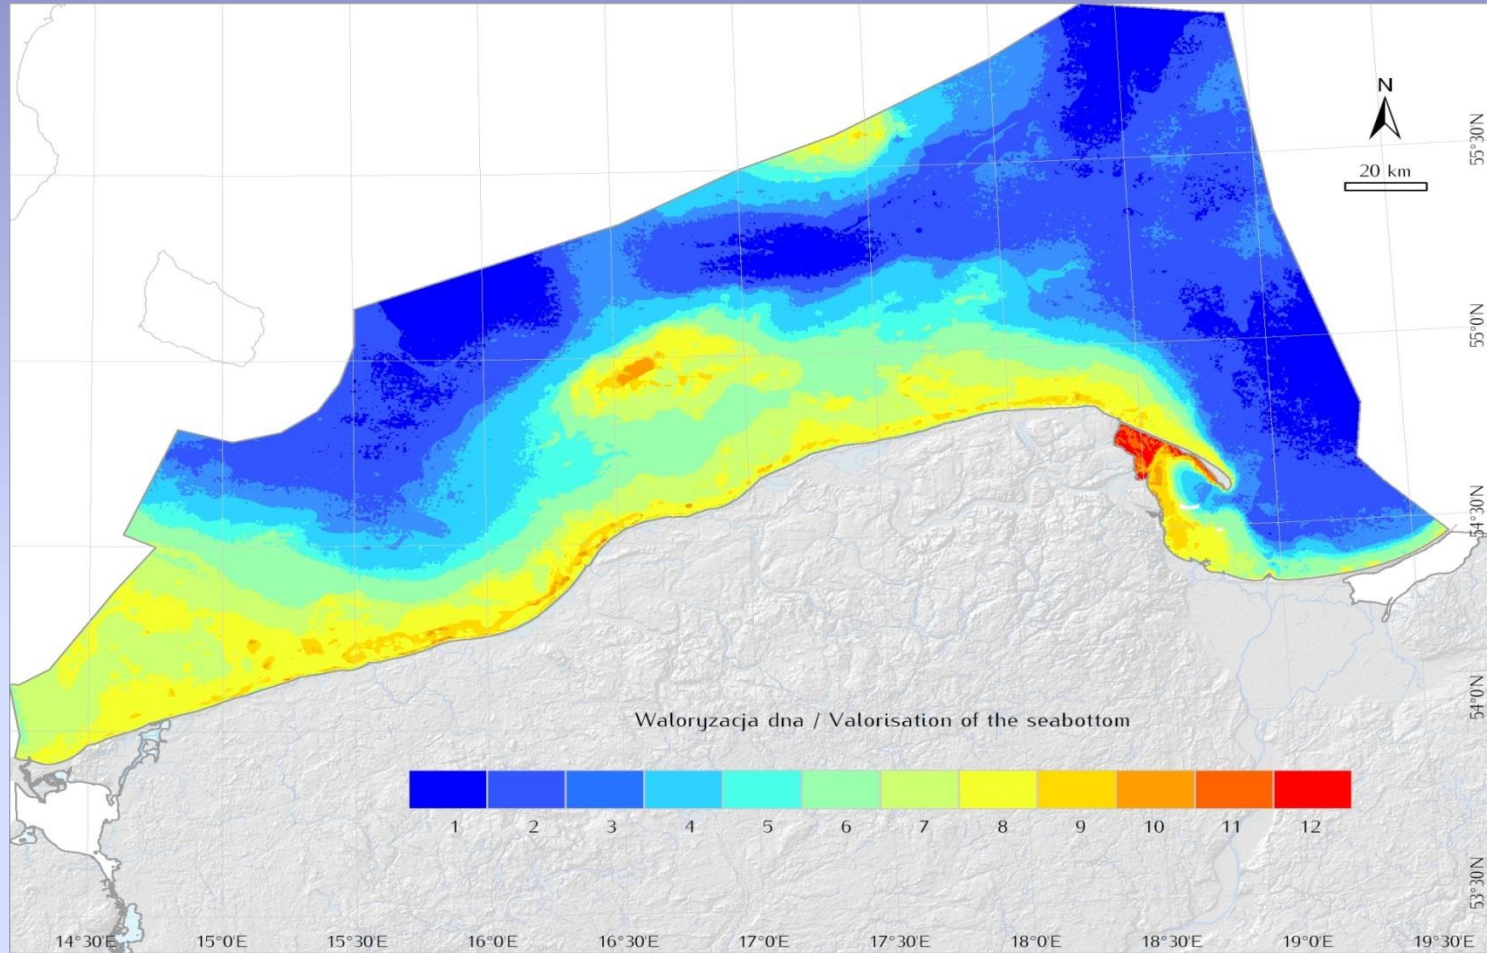 N
20 km
55°30'N
55°0'N
54°30'N
54°0'N
53°30'N
Waloryzacja dna / Valorisation of the seabottom
1 2 3 4 5 6 7 8 9 10 11 12
14°30'E 15°0'E 15°30'E 16°0'E 16°30'E 17°0'E 17°30'E 18°0'E 18°30'E 19°0'E 19°30'E